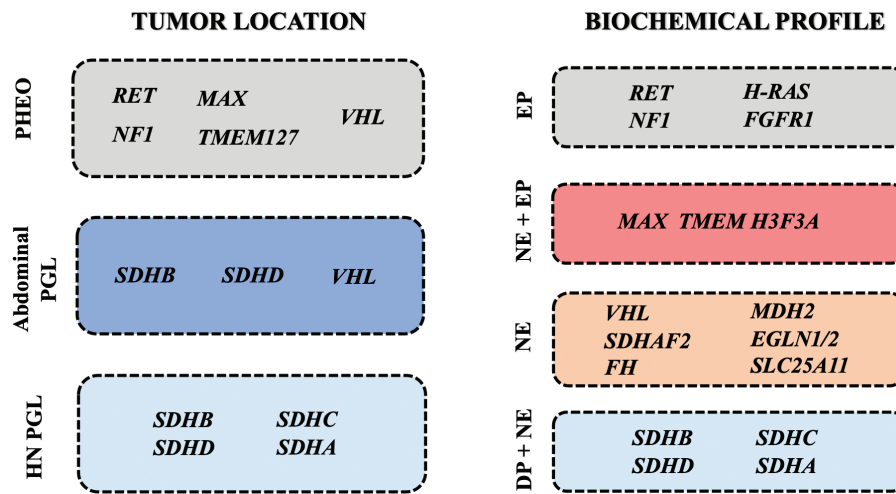 TUMOR LOCATION
PHEO
RET MAX VHL
NF1 TMEM127
Abdominal
PGL
SDHB SDHD VHL
HN PGL
SDHB SDHC
SDHD SDHA
BIOCHEMICAL PROFILE
EP
RET H-RAS
NF1 FGFR1
NE + EP
MAX TMEM H3F3A
NE
VHL MDH2
SDHAF2 EGLN1/2
FH SLC25A11
DP + NE
SDHB SDHC
SDHD SDHA